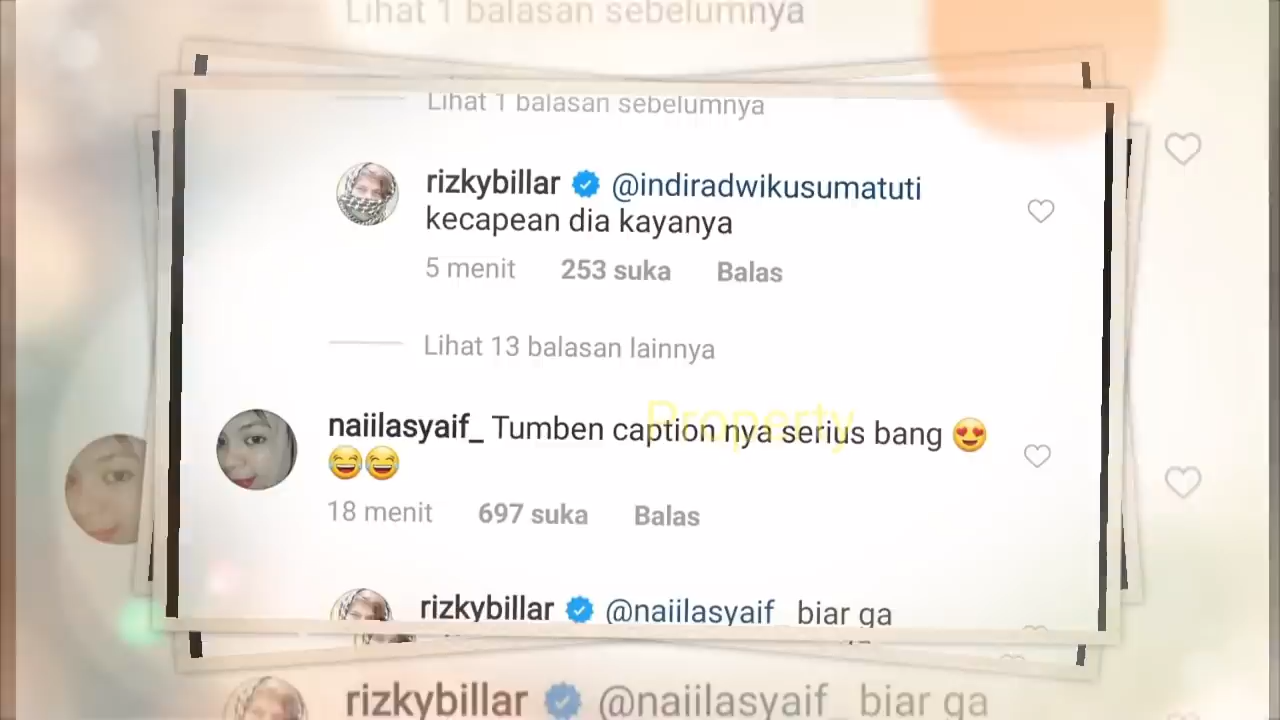 Lihat 1 balasan sebelumnya
Lihat 1 balasan sebelumnya
rizkybillar @indiradwikusumatuti
kecapean dia kayanya
5 menit 253 suka Balas
Lihat 13 balasan lainnya
Property
naiilasyaif_ Tumben caption nya serius bang 😍
😂😂
18 menit 697 suka Balas
rizkybillar @naiilasyaif_ biar ga
rizkybillar @naiilasyaif_ biar ga